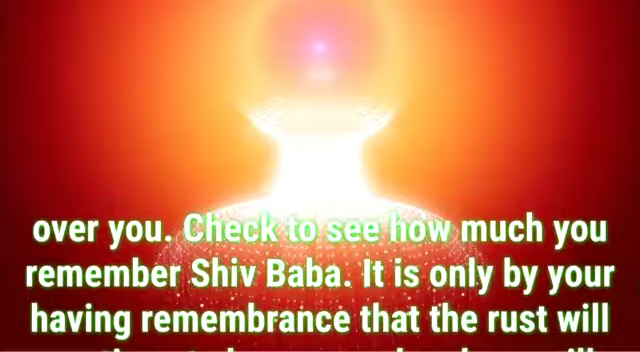 over you. Check to see how much you
remember Shiv Baba. It is only by your
having remembrance that the rust will